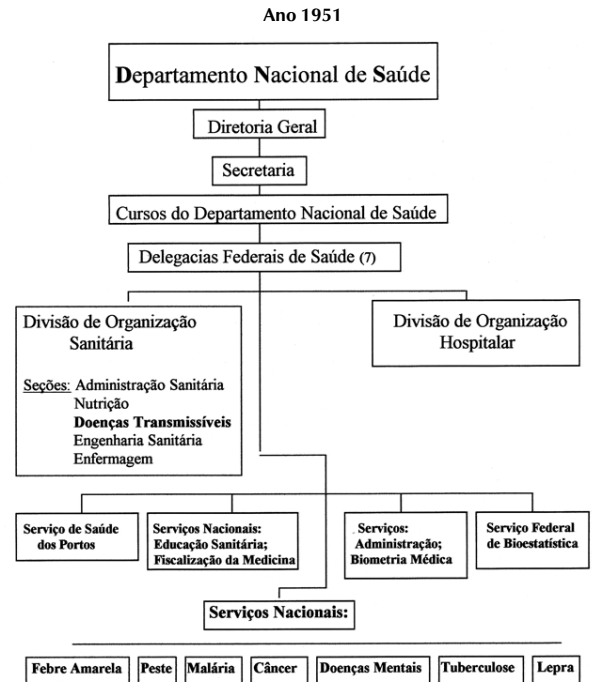 Ano 1951
Departamento Nacional de Saúde
Diretoria Geral
Secretaria
Cursos do Departamento Nacional de Saúde
Delegacias Federais de Saúde (7)
Divisão de Organização
Sanitária
Seções: Administração Sanitária
Nutrição
Doenças Transmissíveis
Engenharia Sanitária
Enfermagem
Divisão de Organização
Hospitalar
Serviço de Saúde
dos Portos
Serviços Nacionais:
Educação Sanitária;
Fiscalização da Medicina
Serviços:
Administração;
Biometria Médica
Serviço Federal
de Bioestatística
Serviços Nacionais:
Febre Amarela
Peste
Malária
Câncer
Doenças Mentais
Tuberculose
Lepra